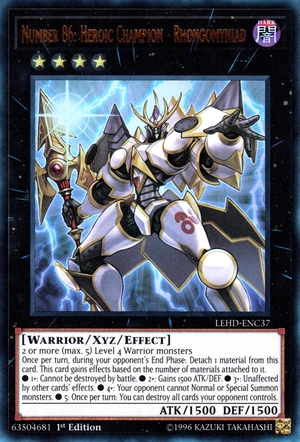 Number 86: Heroic Champion - Rhongomyniad
DARK
闇
86
LEHD-ENC37
[Warrior/Xyz/Effect]
2 or more (max. 5) Level 4 Warrior monsters
Once per turn, during your opponent's End Phase: Detach 1 material from
this card. This card gains effects based on the number of materials attached to it.
● 1+: Cannot be destroyed by battle. ● 2+: Gains 1500 ATK/DEF. ● 3+: Unaffected
by other cards' effects. ● 4+: Your opponent cannot Normal or Special Summon
monsters. ● 5: Once per turn: You can destroy all cards your opponent controls.
ATK/1500 DEF/1500
63504681 1st Edition ©1996 KAZUKI TAKAHASHI